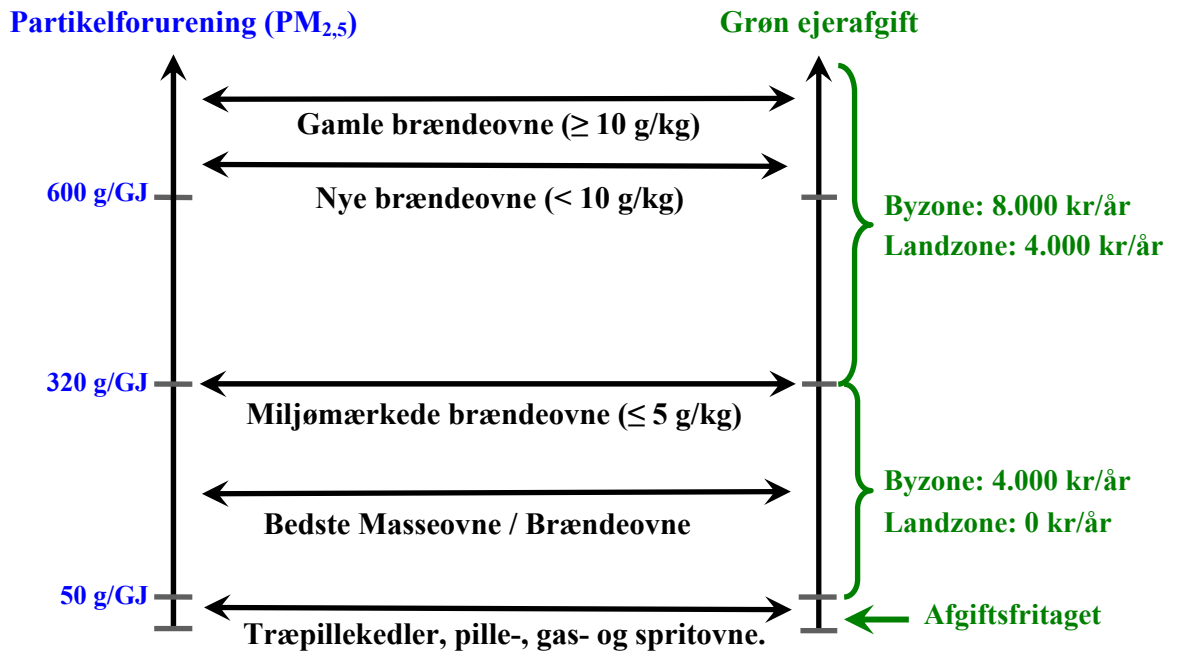 Partikelforurening (PM2,5)
Grøn ejerafgift
Gamle brændeovne (≥ 10 g/kg)
600 g/GJ
Nye brændeovne (< 10 g/kg)
Byzone: 8.000 kr/år
Landzone: 4.000 kr/år
320 g/GJ
Miljømærkede brændeovne (≤ 5 g/kg)
Byzone: 4.000 kr/år
Landzone: 0 kr/år
Bedste Masseovne / Brændeovne
50 g/GJ
Afgiftsfritaget
Træpillekedler, pille-, gas- og spritovne.